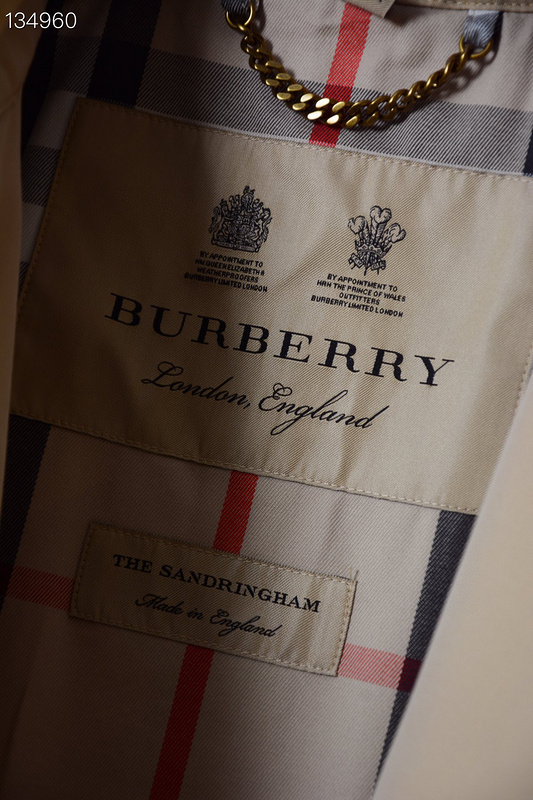 134960
BY APPOINTMENT TO
HM QUEEN ELIZABETH II
WEATHERPROOFERS
BURBERRY LIMITED LONDON
BY APPOINTMENT TO
HRH THE PRINCE OF WALES
OUTFITTERS
BURBERRY LIMITED LONDON
BURBERRY
London, England
THE SANDRINGHAM
Made in England